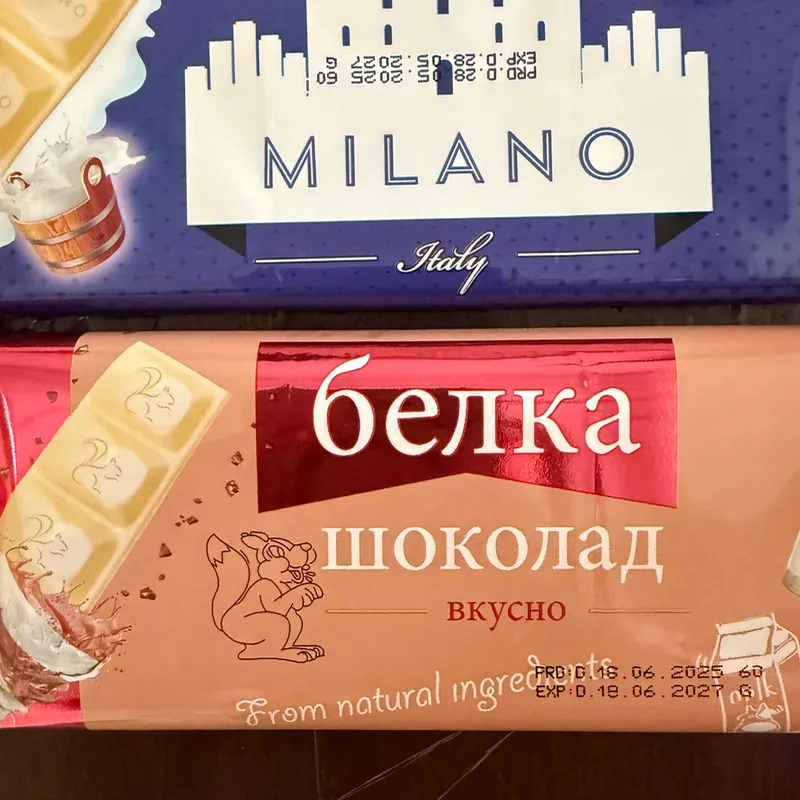 PRD.D.28.05.2025 60
EXP.D.28.05.2027 G
MILANO
Italy
белка
шоколад
вкусно
From natural ingredients
PRD:D.18.06.2025 60
EXP:D.18.06.2027 G
milk